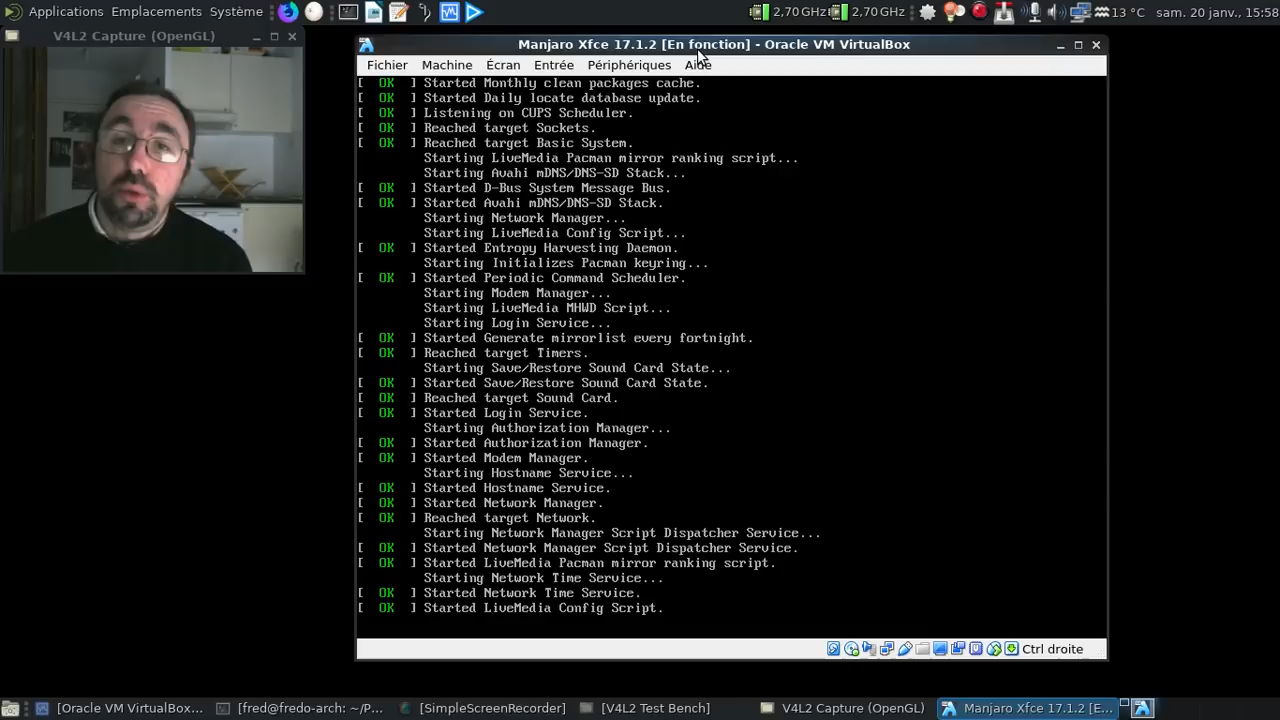 Applications Emplacements Système
2,70 GHz 2,70 GHz 13 °C sam. 20 janv., 15:58
V4L2 Capture (OpenGL)
Manjaro Xfce 17.1.2 [En fonction] - Oracle VM VirtualBox
Fichier Machine Écran Entrée Périphériques Aide
[ OK ] Started Monthly clean packages cache.
[ OK ] Started Daily locate database update.
[ OK ] Listening on CUPS Scheduler.
[ OK ] Reached target Sockets.
[ OK ] Reached target Basic System.
Starting LiveMedia Pacman mirror ranking script...
Starting Avahi mDNS/DNS-SD Stack...
[ OK ] Started D-Bus System Message Bus.
[ OK ] Started Avahi mDNS/DNS-SD Stack.
Starting Network Manager...
Starting LiveMedia Config Script...
[ OK ] Started Entropy Harvesting Daemon.
Starting Initializes Pacman keyring...
[ OK ] Started Periodic Command Scheduler.
Starting Modem Manager...
Starting LiveMedia MHWD Script...
Starting Login Service...
[ OK ] Started Generate mirrorlist every fortnight.
[ OK ] Reached target Timers.
Starting Save/Restore Sound Card State...
[ OK ] Started Save/Restore Sound Card State.
[ OK ] Reached target Sound Card.
[ OK ] Started Login Service.
Starting Authorization Manager...
[ OK ] Started Authorization Manager.
[ OK ] Started Modem Manager.
Starting Hostname Service...
[ OK ] Started Hostname Service.
[ OK ] Started Network Manager.
[ OK ] Reached target Network.
Starting Network Manager Script Dispatcher Service...
[ OK ] Started Network Manager Script Dispatcher Service.
[ OK ] Started LiveMedia Pacman mirror ranking script.
Starting Network Time Service...
[ OK ] Started Network Time Service.
[ OK ] Started LiveMedia Config Script.
Ctrl droite
[Oracle VM VirtualBox... [fred@fredo-arch: ~/P... [SimpleScreenRecorder] [V4L2 Test Bench] V4L2 Capture (OpenGL) Manjaro Xfce 17.1.2 [E...